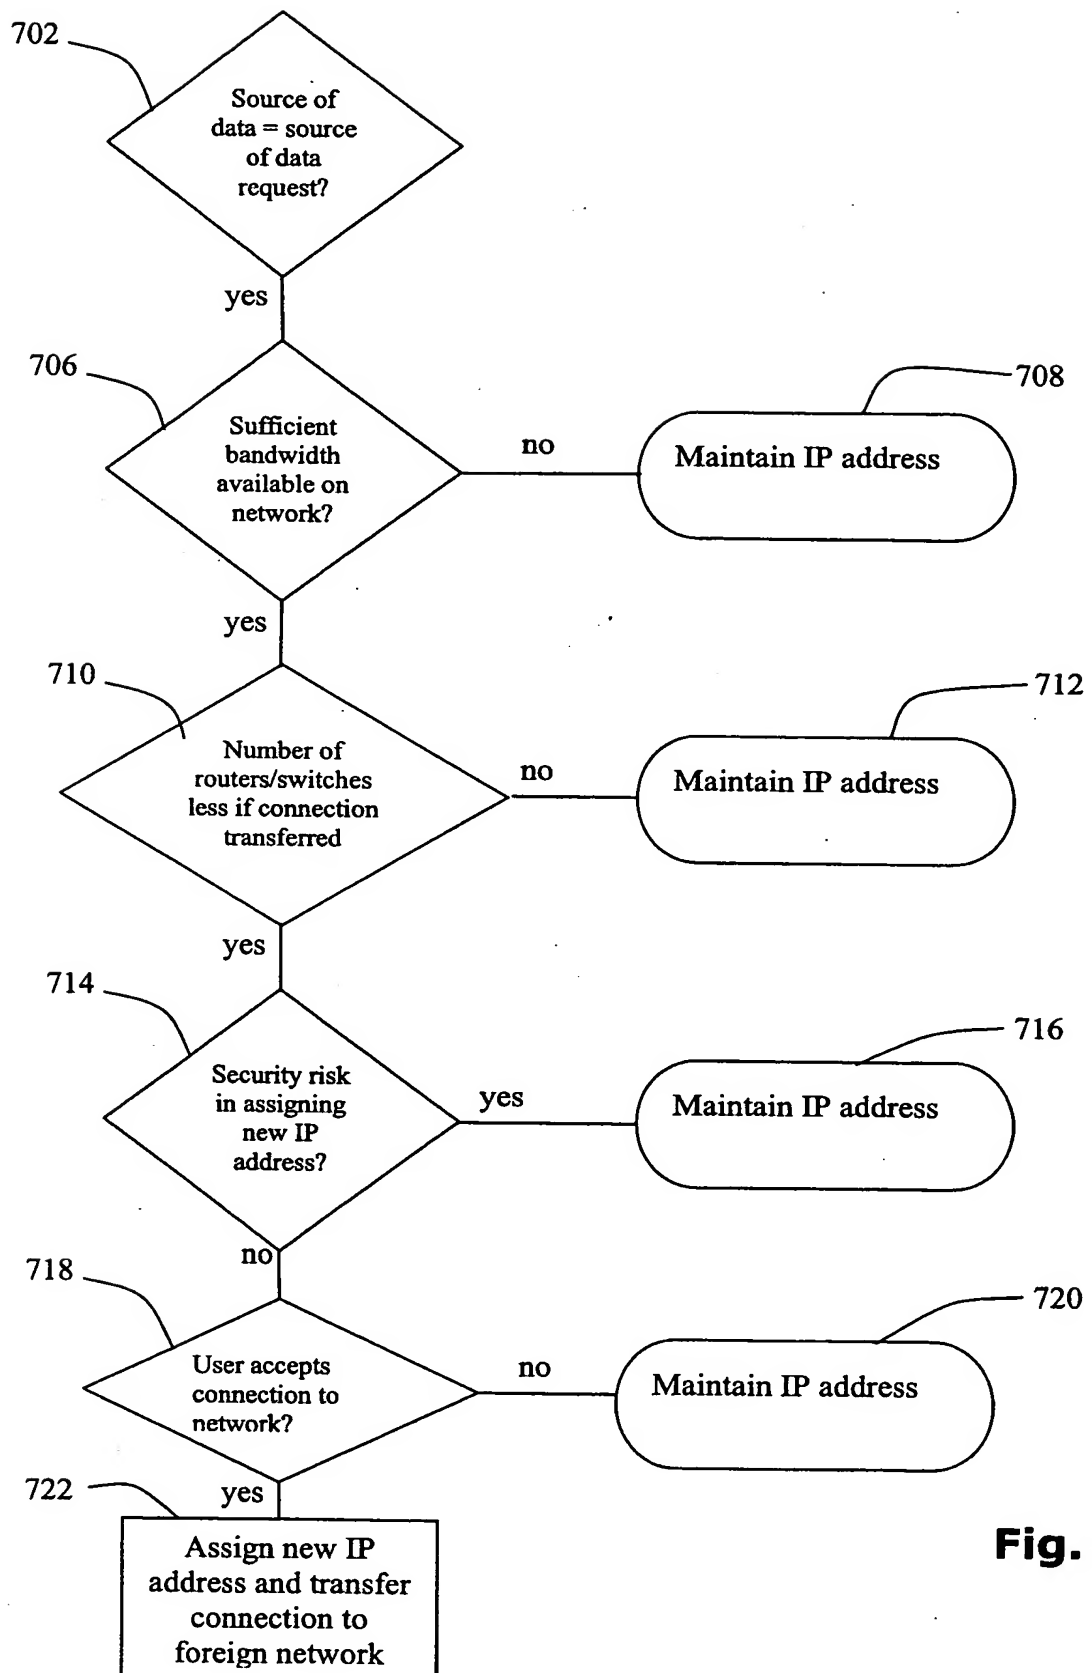 702
Source of
data = source
of data
request?
yes
706
Sufficient
bandwidth
available on
network?
no
708
Maintain IP address
yes
710
Number of
routers/switches
less if connection
transferred
no
712
Maintain IP address
yes
714
Security risk
in assigning
new IP
address?
yes
716
Maintain IP address
no
718
User accepts
connection to
network?
no
720
Maintain IP address
yes
722
Assign new IP
address and transfer
connection to
foreign network
Fig.